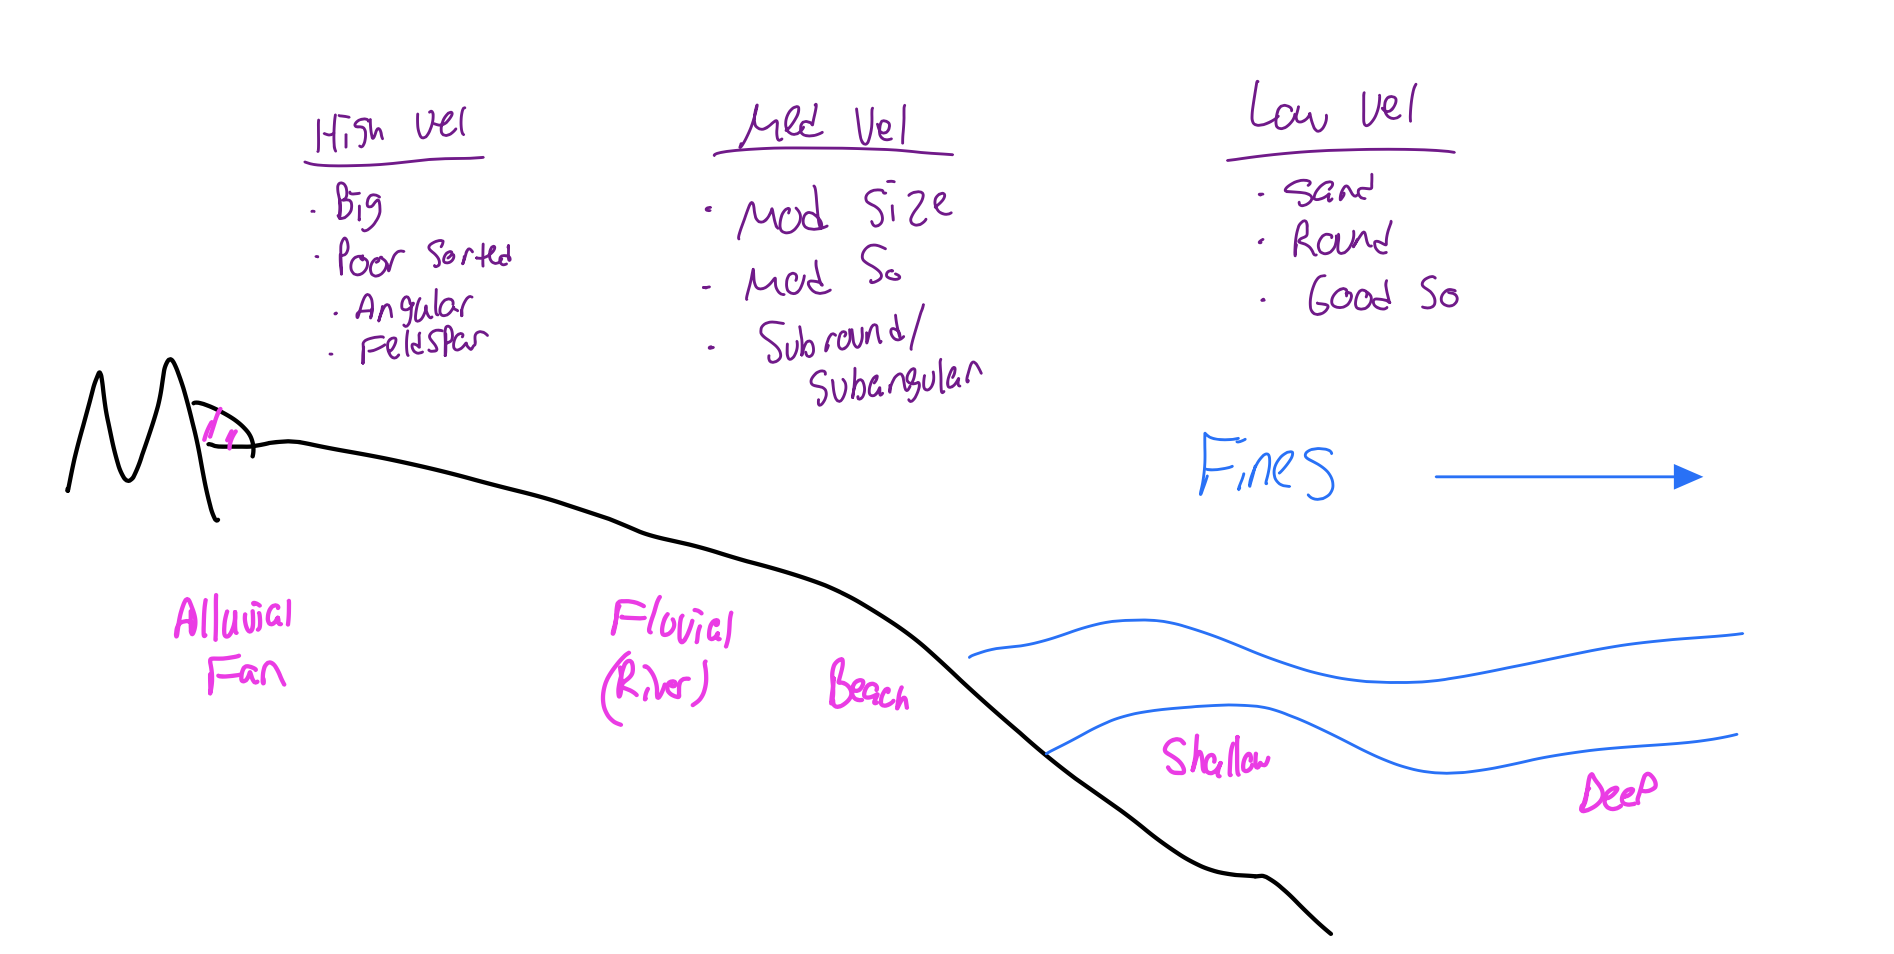 High Vel
· Big
· Poor Sorted
· Angular
· Feldspar
Med Vel
· Mod Size
· Mod So
· Subround/
Subangular
Low Vel
· Sand
· Round
· Good So
Fines
Alluvial
Fan
Fluvial
(River)
Beach
Shallow
Deep